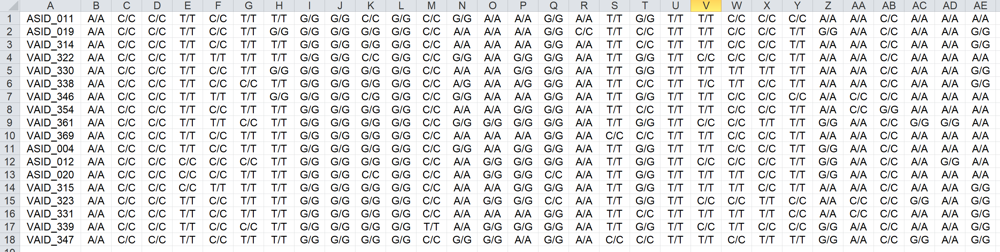 A B C D E F G H I J K L M N O P Q R S T U V W X Y Z AA AB AC AD AE
1 ASID_011 A/A C/C C/C T/T C/C T/T T/T G/G G/G C/C G/G C/C G/G A/A A/A G/G A/A T/T G/G T/T T/T C/C C/C C/C A/A A/A C/C A/A A/A A/A
2 ASID_019 A/A C/C C/C T/T C/C T/T G/G G/G G/G G/G G/G C/C A/A A/A A/A G/G C/C T/T C/C T/T T/T C/C C/C T/T G/G A/A C/C A/A A/A G/G
3 VAID_314 A/A C/C C/C T/T C/C T/T T/T G/G G/G G/G G/G C/C A/A A/A A/A G/G A/A T/T C/C T/T T/T C/C C/C T/T A/A A/A C/C A/A A/A G/G
4 VAID_322 A/A C/C C/C T/T T/T T/T T/T G/G G/G C/C G/G C/C G/G A/A G/G G/G A/A T/T G/G T/T C/C C/C C/C T/T A/A A/A C/C A/A A/A A/A
5 VAID_330 A/A C/C C/C T/T C/C T/T G/G G/G G/G G/G G/G C/C A/A A/A G/G G/G A/A T/T G/G T/T T/T T/T T/T T/T A/A A/A C/C A/A A/A G/G
6 VAID_338 A/A C/C C/C T/T C/C C/C T/T G/G G/G G/G G/G C/C A/G A/A A/G G/G A/A T/T C/C T/T T/C T/T C/C T/T A/A A/A C/C A/A A/A G/G
7 VAID_346 A/A C/C C/C T/T T/T T/T G/G G/G G/G C/G G/G C/C G/G A/A A/A G/G A/A T/T G/G T/T T/T C/C C/C C/C A/A C/C C/C A/A A/A A/A
8 VAID_354 A/A C/C C/C T/T C/C T/T T/T G/G G/G G/G G/G C/C A/A A/A G/G G/G A/A T/T C/C T/T T/T C/C C/C T/T A/A C/C G/G A/A A/A A/A
9 VAID_361 A/A C/C C/C T/T T/T C/C T/T G/G G/G G/G G/G C/C G/G G/G G/G G/G A/A T/T G/G T/T C/C C/C T/T T/T G/G A/A C/C G/G G/G A/A
10 VAID_369 A/A C/C C/C T/T C/C T/T T/T G/G G/G G/G G/G C/C A/A A/A A/A G/G A/A C/C C/C T/T T/T C/C C/C T/T A/A A/A C/C A/A A/A A/A
11 ASID_004 A/A C/C C/C T/T C/C T/T T/T G/G G/G G/G G/G C/C G/G A/A G/G G/G A/A T/T G/G T/T T/T C/C C/C T/T G/G A/A C/C A/A A/A A/A
12 ASID_012 A/A C/C C/C C/C C/C C/C T/T G/G G/G G/G G/G C/C A/A G/G G/G G/G A/A T/T G/G T/T C/C C/C C/C T/T G/G A/A C/C A/A G/G A/A
13 ASID_020 A/A C/C C/C C/C C/C T/T T/T G/G G/G C/C G/G C/C A/A G/G G/G C/C A/A T/T G/G T/T T/T T/T C/C T/T G/G A/A C/C A/A A/A A/A
14 VAID_315 A/A C/C C/C C/C T/T T/T T/T G/G G/G G/G G/G C/C A/A A/A G/G G/G A/A T/T G/G T/T T/T T/T C/C T/T A/A A/A C/C A/A A/A G/G
15 VAID_323 A/A C/C C/C T/T C/C T/T T/T G/G G/G G/G G/G C/C A/A G/G G/G C/C A/A T/T G/G T/T C/C C/C T/T C/C A/A C/C C/C G/G A/A G/G
16 VAID_331 A/A C/C C/C T/T C/C T/T T/T G/G G/G G/G G/G C/C A/A A/A A/A G/G A/A T/T C/C T/T T/T T/T T/T C/C A/A C/C C/C A/A A/A G/G
17 VAID_339 A/A C/C C/C T/T C/C C/C T/T G/G G/G G/G G/G T/T A/A G/G G/G G/G A/A T/T G/G T/T C/C T/T C/C C/C G/G A/A C/C A/A A/A G/G
18 VAID_347 A/A C/C C/C T/T C/C T/T T/T G/G G/G G/G G/G C/C G/G G/G A/A G/G A/A C/C C/C T/T T/T C/C T/T T/T G/G A/A C/C G/G A/A G/G